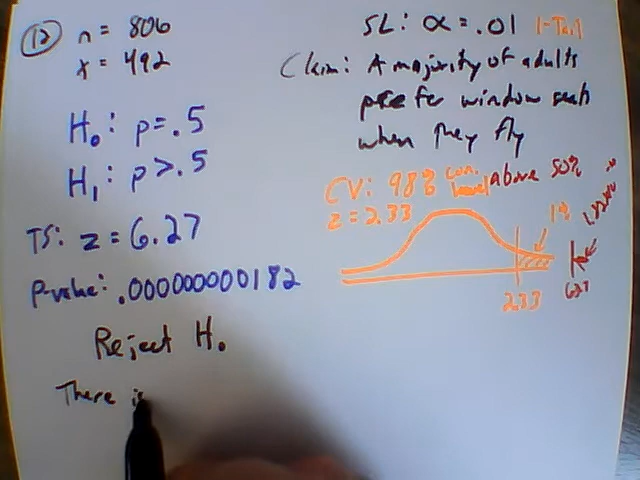 12 n = 806
x = 492
H₀: p = .5
H₁: p > .5
TS: z = 6.27
P-value: .000000000182
Reject H₀
There is
SL: α = .01 1-Tail
Claim: A majority of adults
prefer window seats
when they fly
Above 50%
CV: 98% con. level
z = 2.33
1%
2.33
6.27